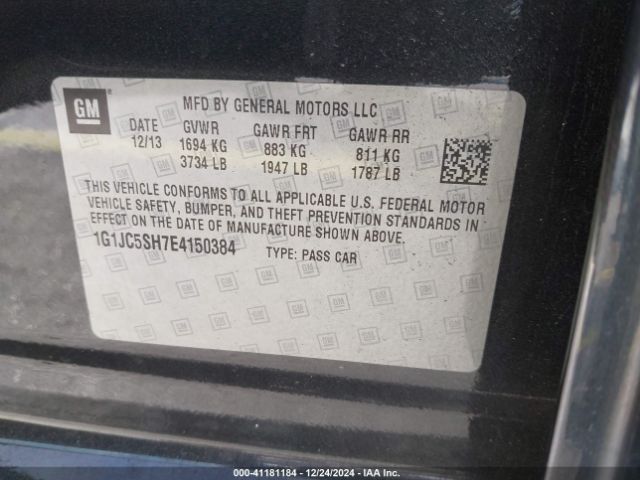 GM
MFD BY GENERAL MOTORS LLC
DATE GVWR GAWR FRT GAWR RR
12/13 1694 KG 883 KG 811 KG
3734 LB 1947 LB 1787 LB
THIS VEHICLE CONFORMS TO ALL APPLICABLE U.S. FEDERAL MOTOR
VEHICLE SAFETY, BUMPER, AND THEFT PREVENTION STANDARDS IN
EFFECT ON THE DATE OF MANUFACTURE SHOWN ABOVE.
1G1JC5SH7E4150384 TYPE: PASS CAR
000-41181184 - 12/24/2024 - IAA Inc.